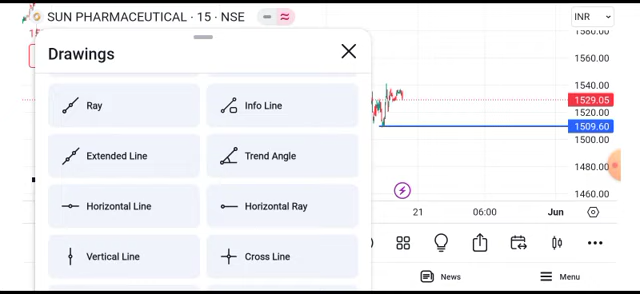 SUN PHARMACEUTICAL · 15 · NSE
INR
Drawings
Ray
Info Line
Extended Line
Trend Angle
Horizontal Line
Horizontal Ray
Vertical Line
Cross Line
1580.00
1560.00
1540.00
1529.05
1520.00
1509.60
1500.00
1480.00
1460.00
21
06:00
Jun
News
Menu